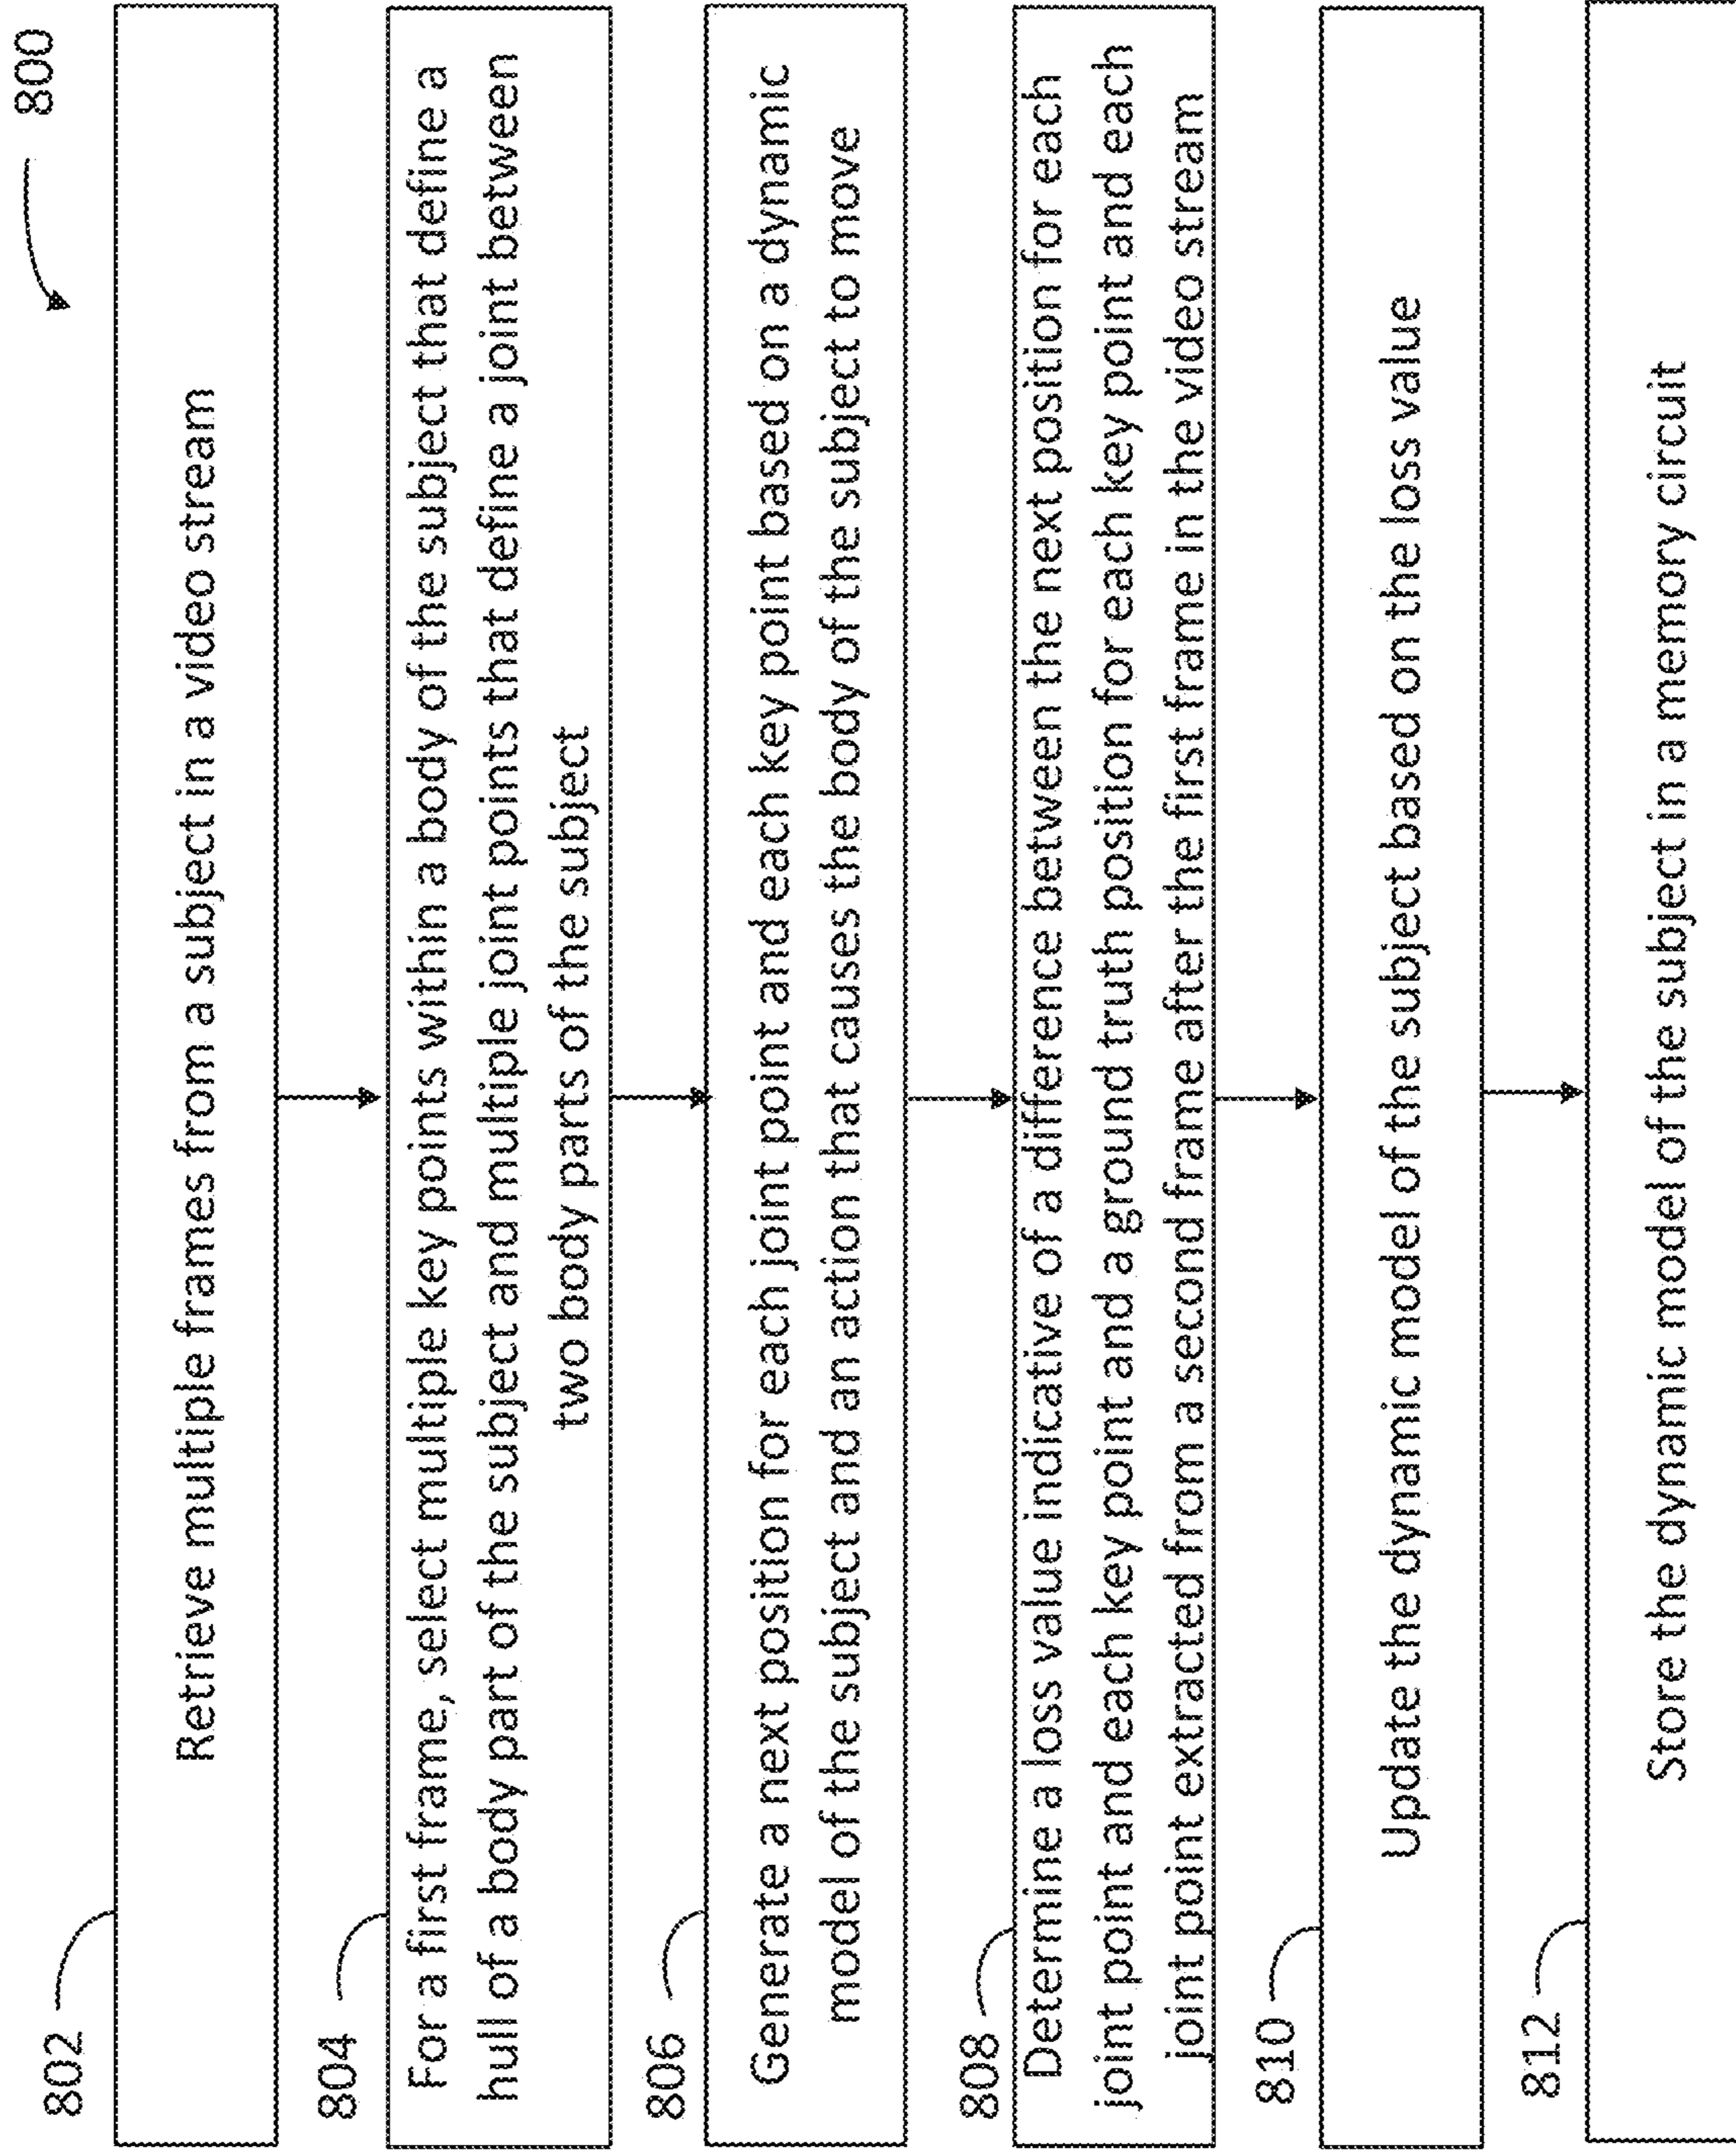 800
802
Retrieve multiple frames from a subject in a video stream
804
For a first frame, select multiple key points within a body of the subject that define a
hull of a body part of the subject and multiple joint points that define a joint between
two body parts of the subject
806
Generate a next position for each joint point and each key point based on a dynamic
model of the subject and an action that causes the body of the subject to move
808
Determine a loss value indicative of a difference between the next position for each
joint point and each key point and a ground truth position for each key point and each
joint point extracted from a second frame after the first frame in the video stream
810
Update the dynamic model of the subject based on the loss value
812
Store the dynamic model of the subject in a memory circuit